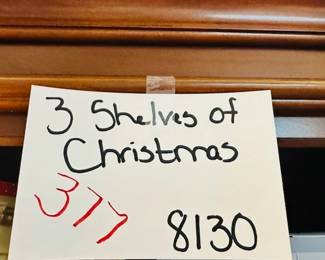 3 Shelves of
Christmas
377
8130